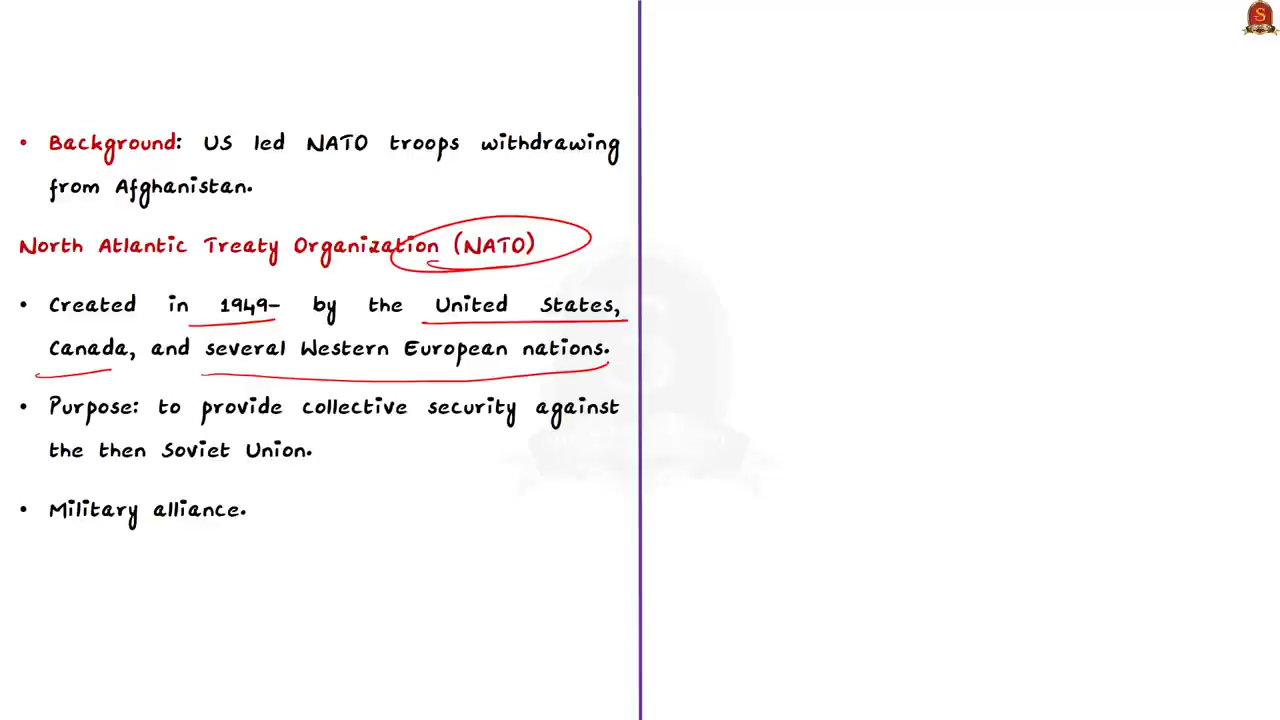 • Background: US led NATO troops withdrawing
from Afghanistan.
North Atlantic Treaty Organization (NATO)
• Created in 1949- by the United States,
Canada, and several Western European nations.
• Purpose: to provide collective security against
the then Soviet Union.
• Military alliance.
S